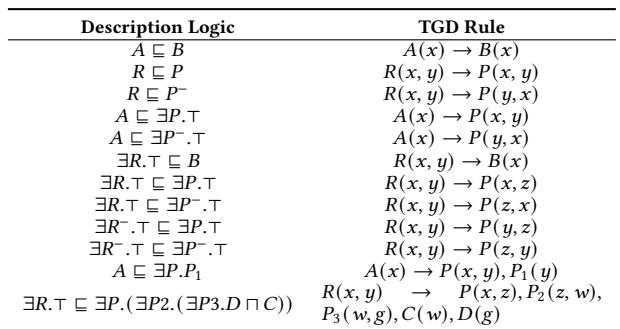 Description Logic TGD Rule
A ⊑ B A(x) → B(x)
R ⊑ P R(x, y) → P(x, y)
R ⊑ P⁻ R(x, y) → P(y, x)
A ⊑ ∃P.⊤ A(x) → P(x, y)
A ⊑ ∃P⁻.⊤ A(x) → P(y, x)
∃R.⊤ ⊑ B R(x, y) → B(x)
∃R.⊤ ⊑ ∃P.⊤ R(x, y) → P(x, z)
∃R.⊤ ⊑ ∃P⁻.⊤ R(x, y) → P(z, x)
∃R⁻.⊤ ⊑ ∃P.⊤ R(x, y) → P(y, z)
∃R⁻.⊤ ⊑ ∃P⁻.⊤ R(x, y) → P(z, y)
A ⊑ ∃P.P₁ A(x) → P(x, y), P₁(y)
∃R.⊤ ⊑ ∃P.(∃P2.(∃P3.D ⊓ C)) R(x, y) → P(x, z), P₂(z, w),
P₃(w, g), C(w), D(g)